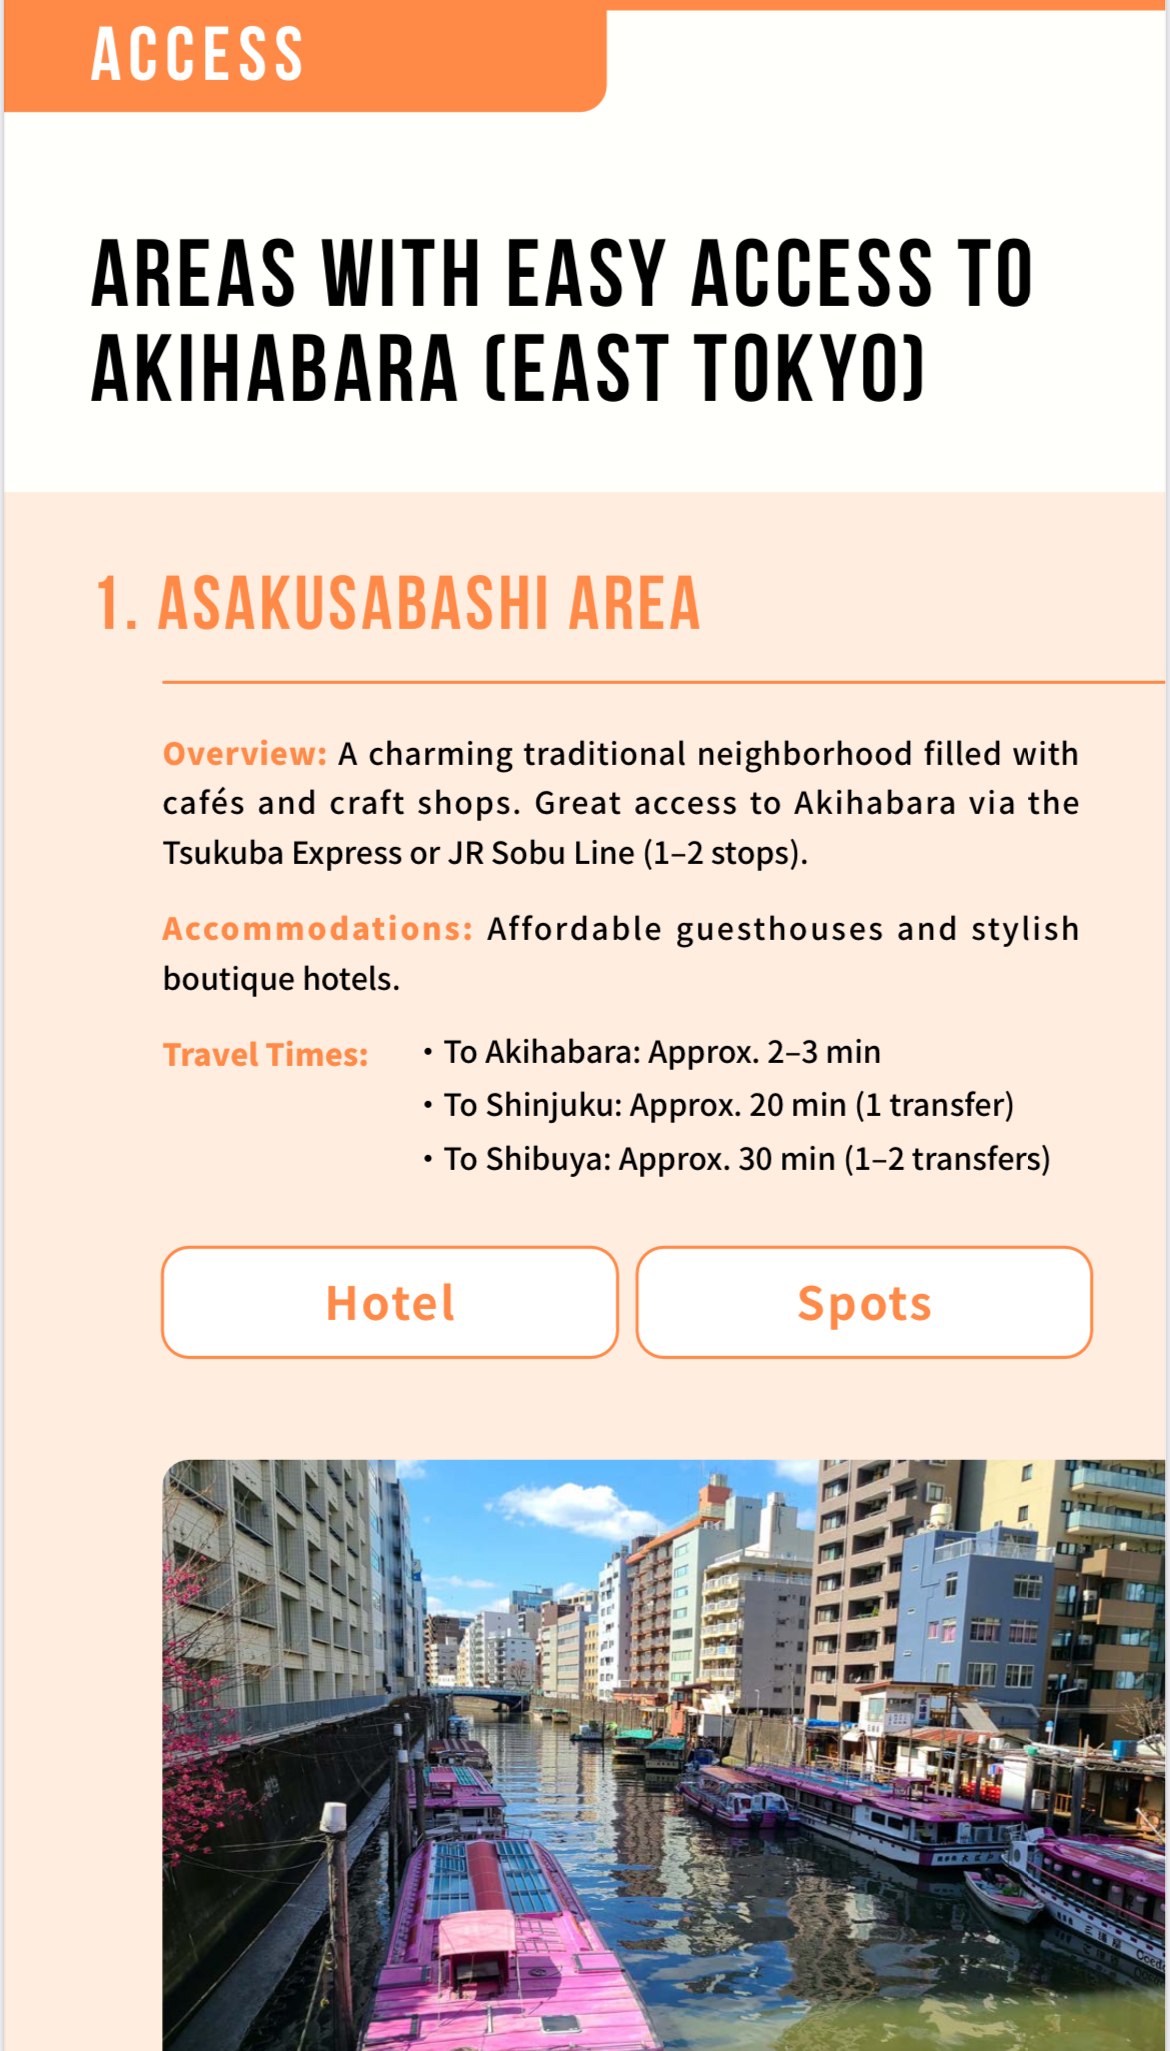 ACCESS
AREAS WITH EASY ACCESS TO
AKIHABARA (EAST TOKYO)
1. ASAKUSABASHI AREA
Overview: A charming traditional neighborhood filled with
cafés and craft shops. Great access to Akihabara via the
Tsukuba Express or JR Sobu Line (1–2 stops).
Accommodations: Affordable guesthouses and stylish
boutique hotels.
Travel Times:
・To Akihabara: Approx. 2–3 min
・To Shinjuku: Approx. 20 min (1 transfer)
・To Shibuya: Approx. 30 min (1–2 transfers)
Hotel
Spots